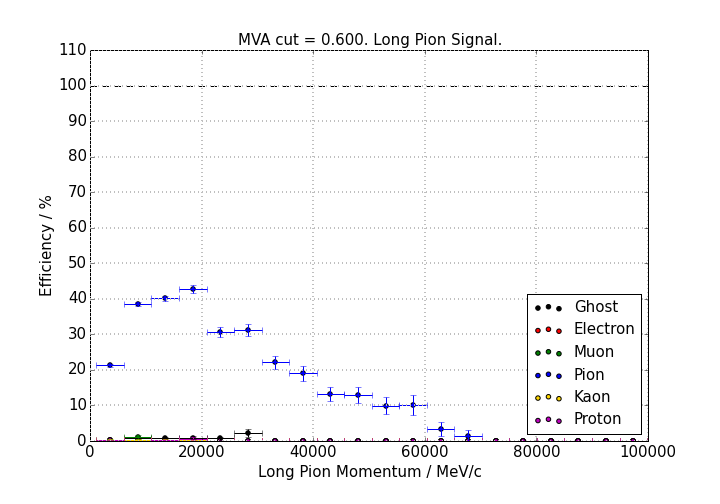 MVA cut = 0.600. Long Pion Signal.
110
100
90
80
70
60
50
40
30
20
10
0
Efficiency / %
Ghost
Electron
Muon
Pion
Kaon
Proton
0 20000 40000 60000 80000 100000
Long Pion Momentum / MeV/c